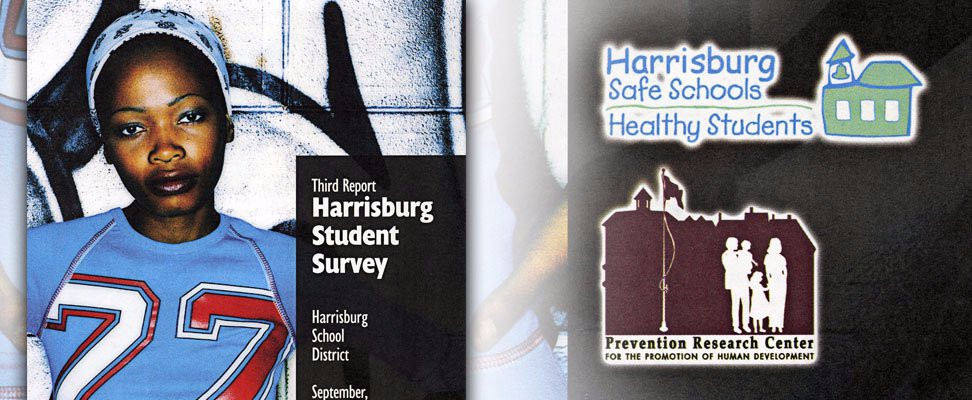 77
Third Report
Harrisburg
Student
Survey
Harrisburg
School
District
September,
Harrisburg
Safe Schools
Healthy Students
Prevention Research Center
FOR THE PROMOTION OF HUMAN DEVELOPMENT